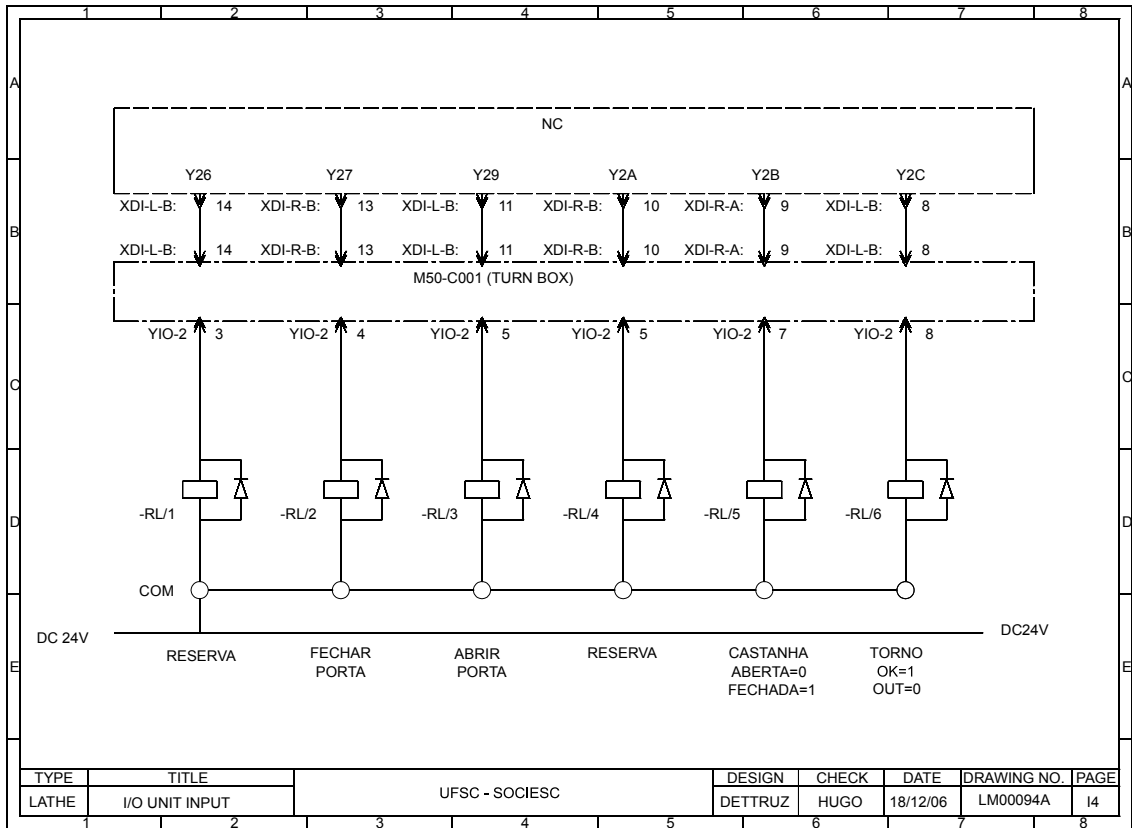 1 2 3 4 5 6 7 8
A A
NC
Y26 Y27 Y29 Y2A Y2B Y2C
XDI-L-B: 14 XDI-R-B: 13 XDI-L-B: 11 XDI-R-B: 10 XDI-R-A: 9 XDI-L-B: 8
B B
XDI-L-B: 14 XDI-R-B: 13 XDI-L-B: 11 XDI-R-B: 10 XDI-R-A: 9 XDI-L-B: 8
M50-C001 (TURN BOX)
YIO-2 3 YIO-2 4 YIO-2 5 YIO-2 5 YIO-2 7 YIO-2 8
C C
-RL/1 -RL/2 -RL/3 -RL/4 -RL/5 -RL/6
D D
COM
DC 24V DC24V
RESERVA
FECHAR
PORTA
ABRIR
PORTA
RESERVA
CASTANHA
ABERTA=0
FECHADA=1
TORNO
OK=1
OUT=0
E E
TYPE TITLE DESIGN CHECK DATE DRAWING NO. PAGE
LATHE I/O UNIT INPUT UFSC - SOCIESC DETTRUZ HUGO 18/12/06 LM00094A I4
1 2 3 4 5 6 7 8